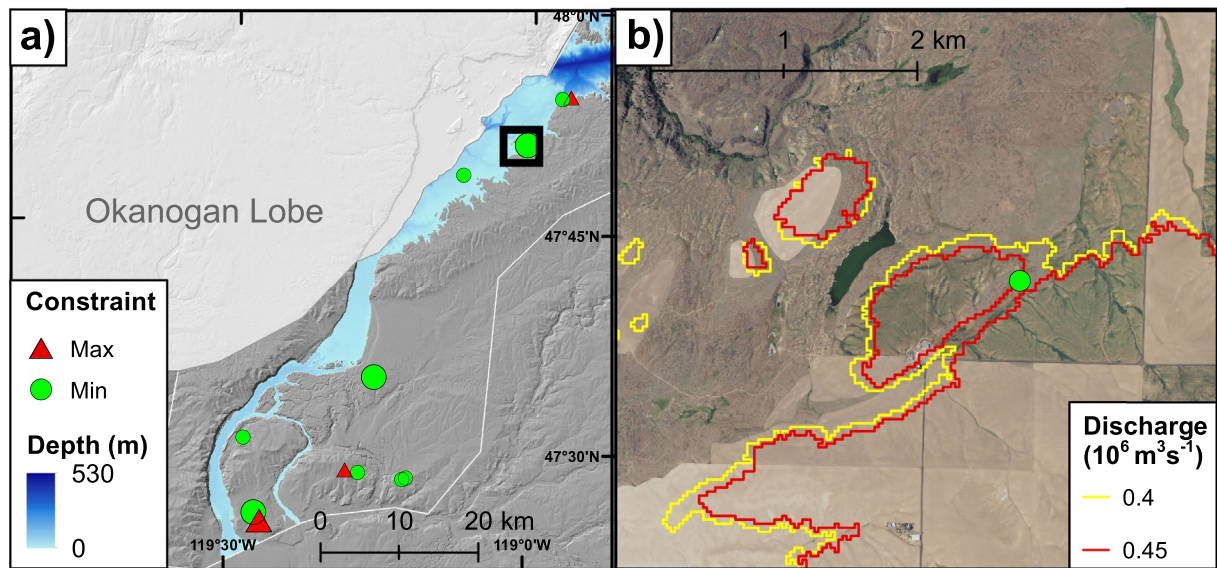 a)
48°0'N
Okanogan Lobe
47°45'N
47°30'N
Constraint
Max
Min
Depth (m)
530
0
0 10 20 km
119°30'W
119°0'W
b)
1 2 km
Discharge
(10⁶ m³s⁻¹)
0.4
0.45